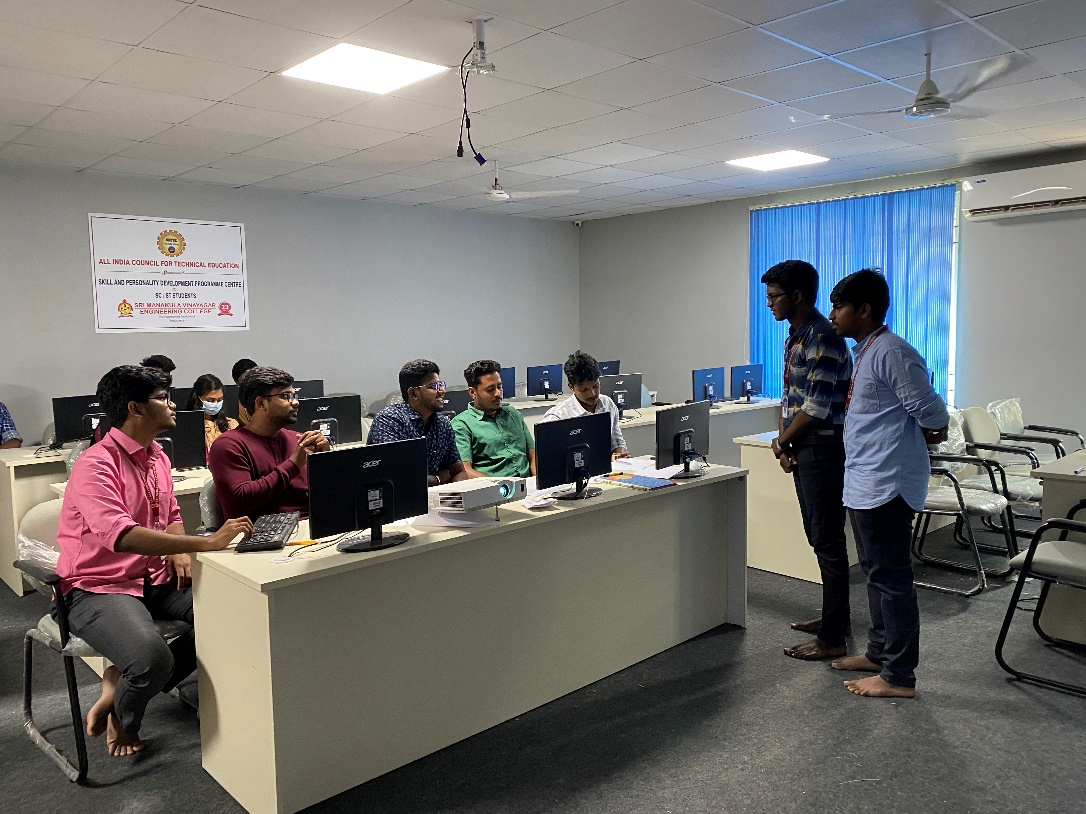 ALL INDIA COUNCIL FOR TECHNICAL EDUCATION
SKILL AND PERSONALITY DEVELOPMENT PROGRAMME CENTRE
SC / ST STUDENTS
SRI MANAKULA VINAYAGAR
ENGINEERING COLLEGE
acer
acer
acer